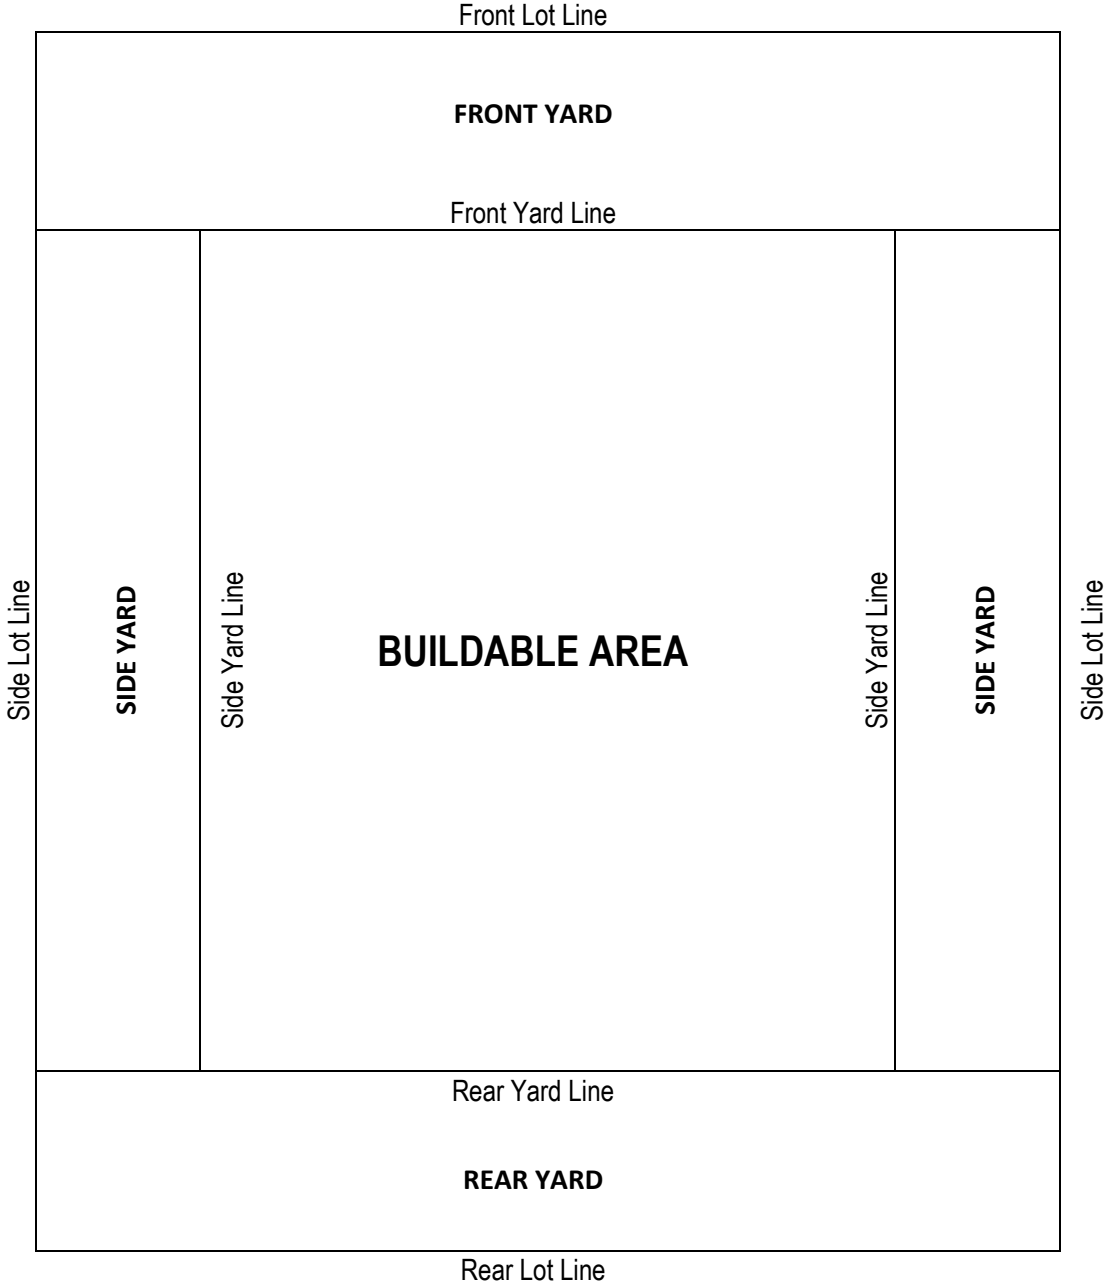 Front Lot Line
FRONT YARD
Front Yard Line
Side Lot Line
SIDE YARD
Side Yard Line
BUILDABLE AREA
Side Yard Line
SIDE YARD
Side Lot Line
Rear Yard Line
REAR YARD
Rear Lot Line